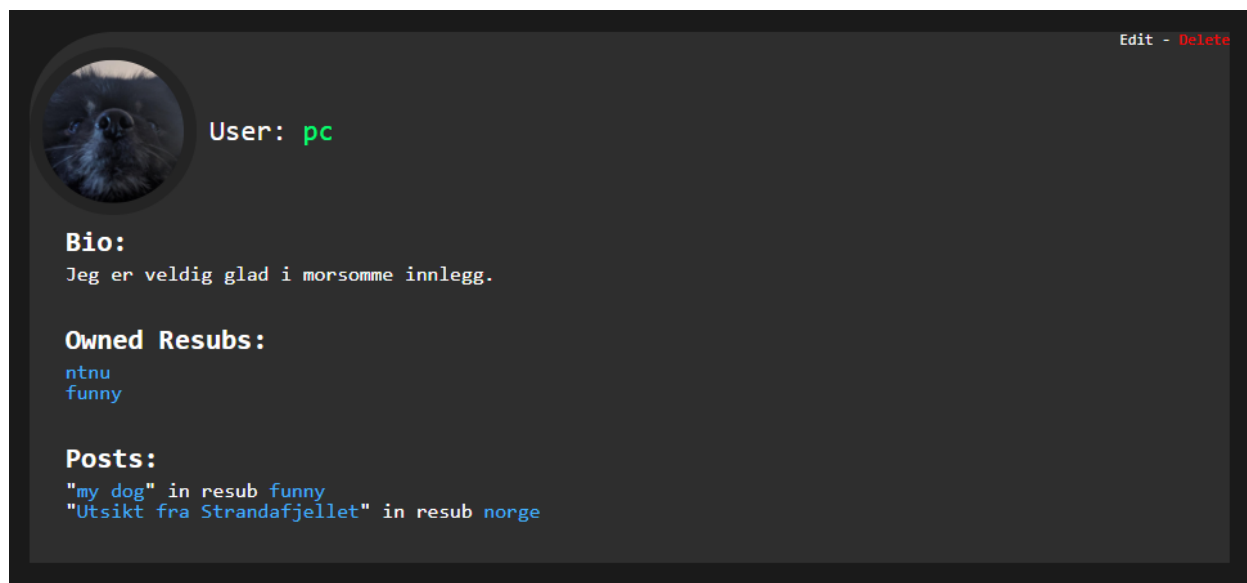 Edit - Delete
User: pc
Bio:
Jeg er veldig glad i morsomme innlegg.
Owned Resubs:
ntnu
funny
Posts:
"my dog" in resub funny
"Utsikt fra Strandafjellet" in resub norge